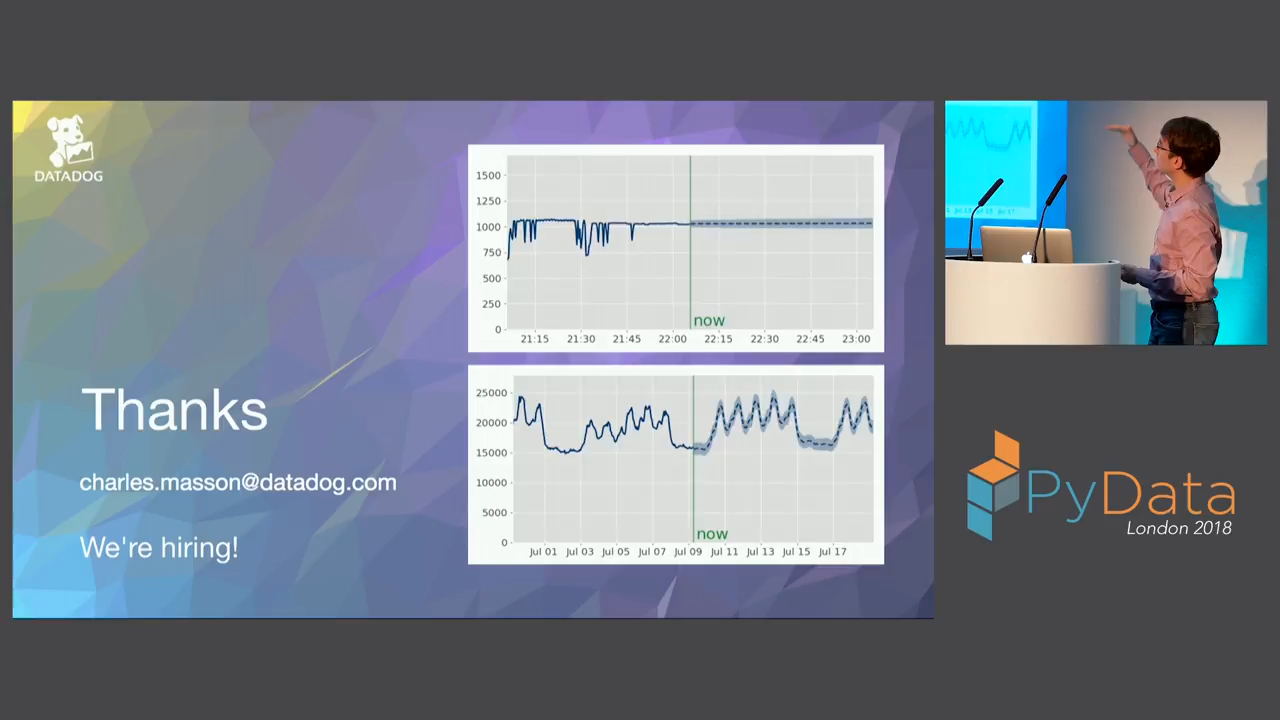 DATADOG
Thanks
charles.masson@datadog.com
We're hiring!
1500
1250
1000
750
500
250
0
now
21:15 21:30 21:45 22:00 22:15 22:30 22:45 23:00
25000
20000
15000
10000
5000
0
now
Jul 01 Jul 03 Jul 05 Jul 07 Jul 09 Jul 11 Jul 13 Jul 15 Jul 17
PyData
London 2018